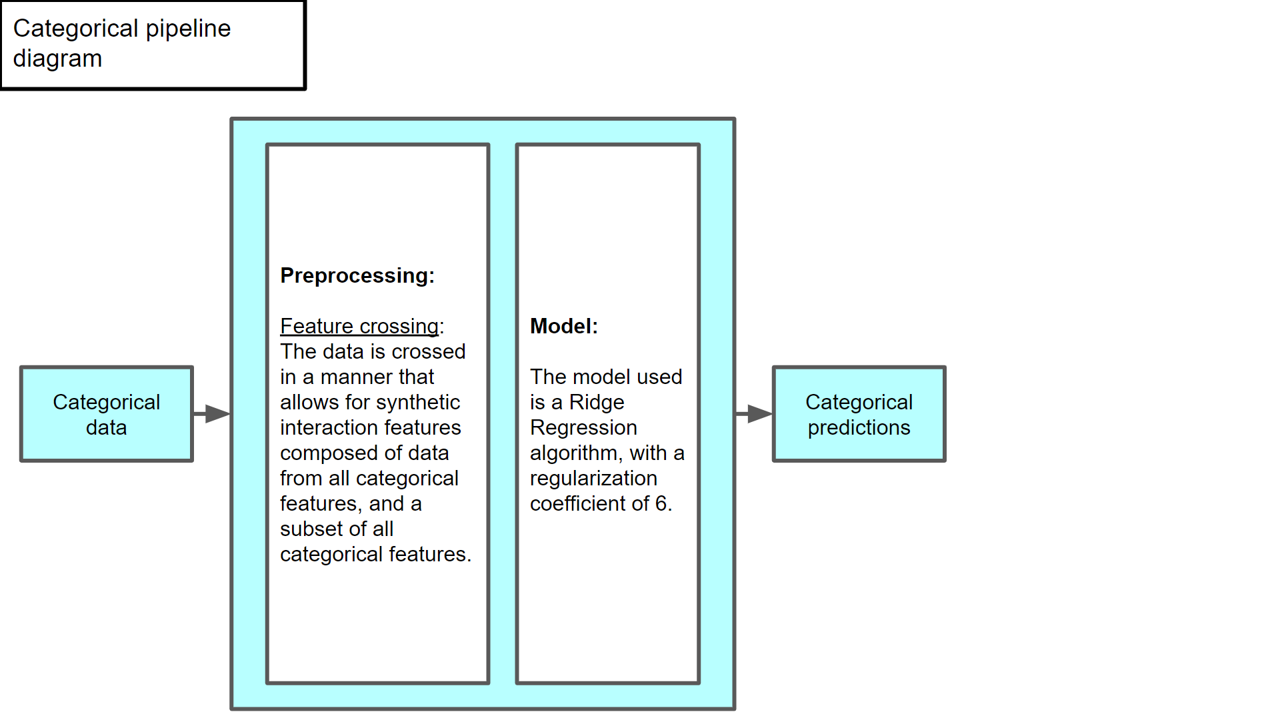 Categorical pipeline
diagram
Preprocessing:
Feature crossing:
The data is crossed
in a manner that
allows for synthetic
interaction features
composed of data
from all categorical
features, and a
subset of all
categorical features.
Model:
The model used
is a Ridge
Regression
algorithm, with a
regularization
coefficient of 6.
Categorical
data
Categorical
predictions